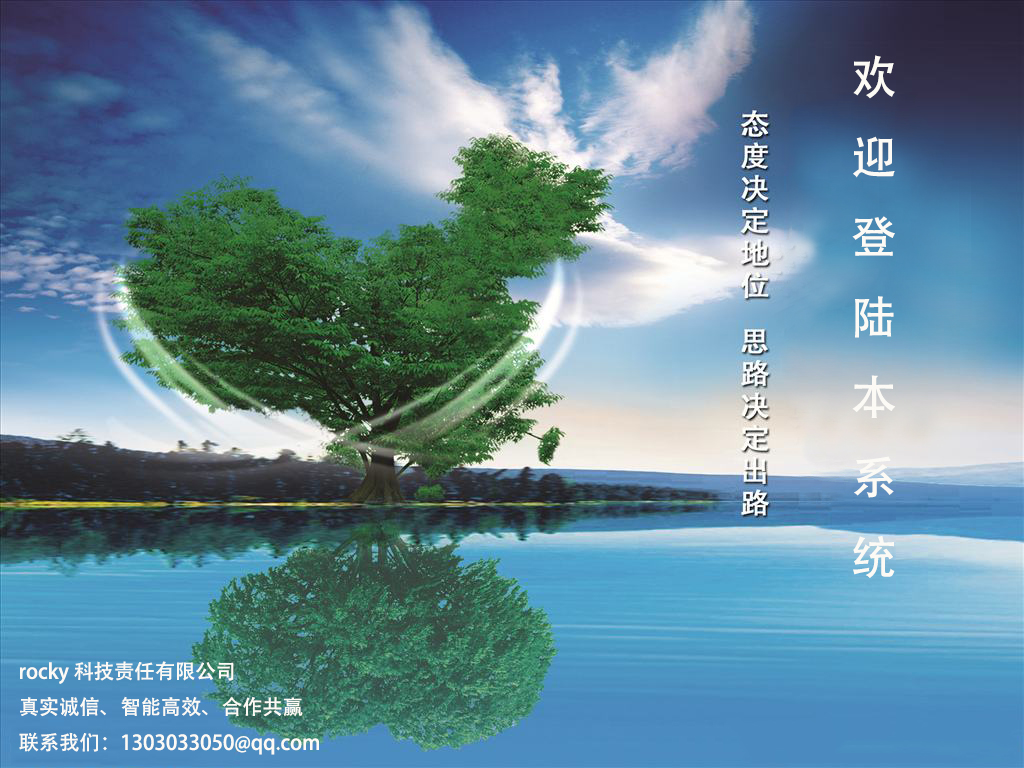 欢迎登陆本系统
态度决定地位 思路决定出路
rocky 科技责任有限公司
真实诚信、智能高效、合作共赢
联系我们：1303033050@qq.com